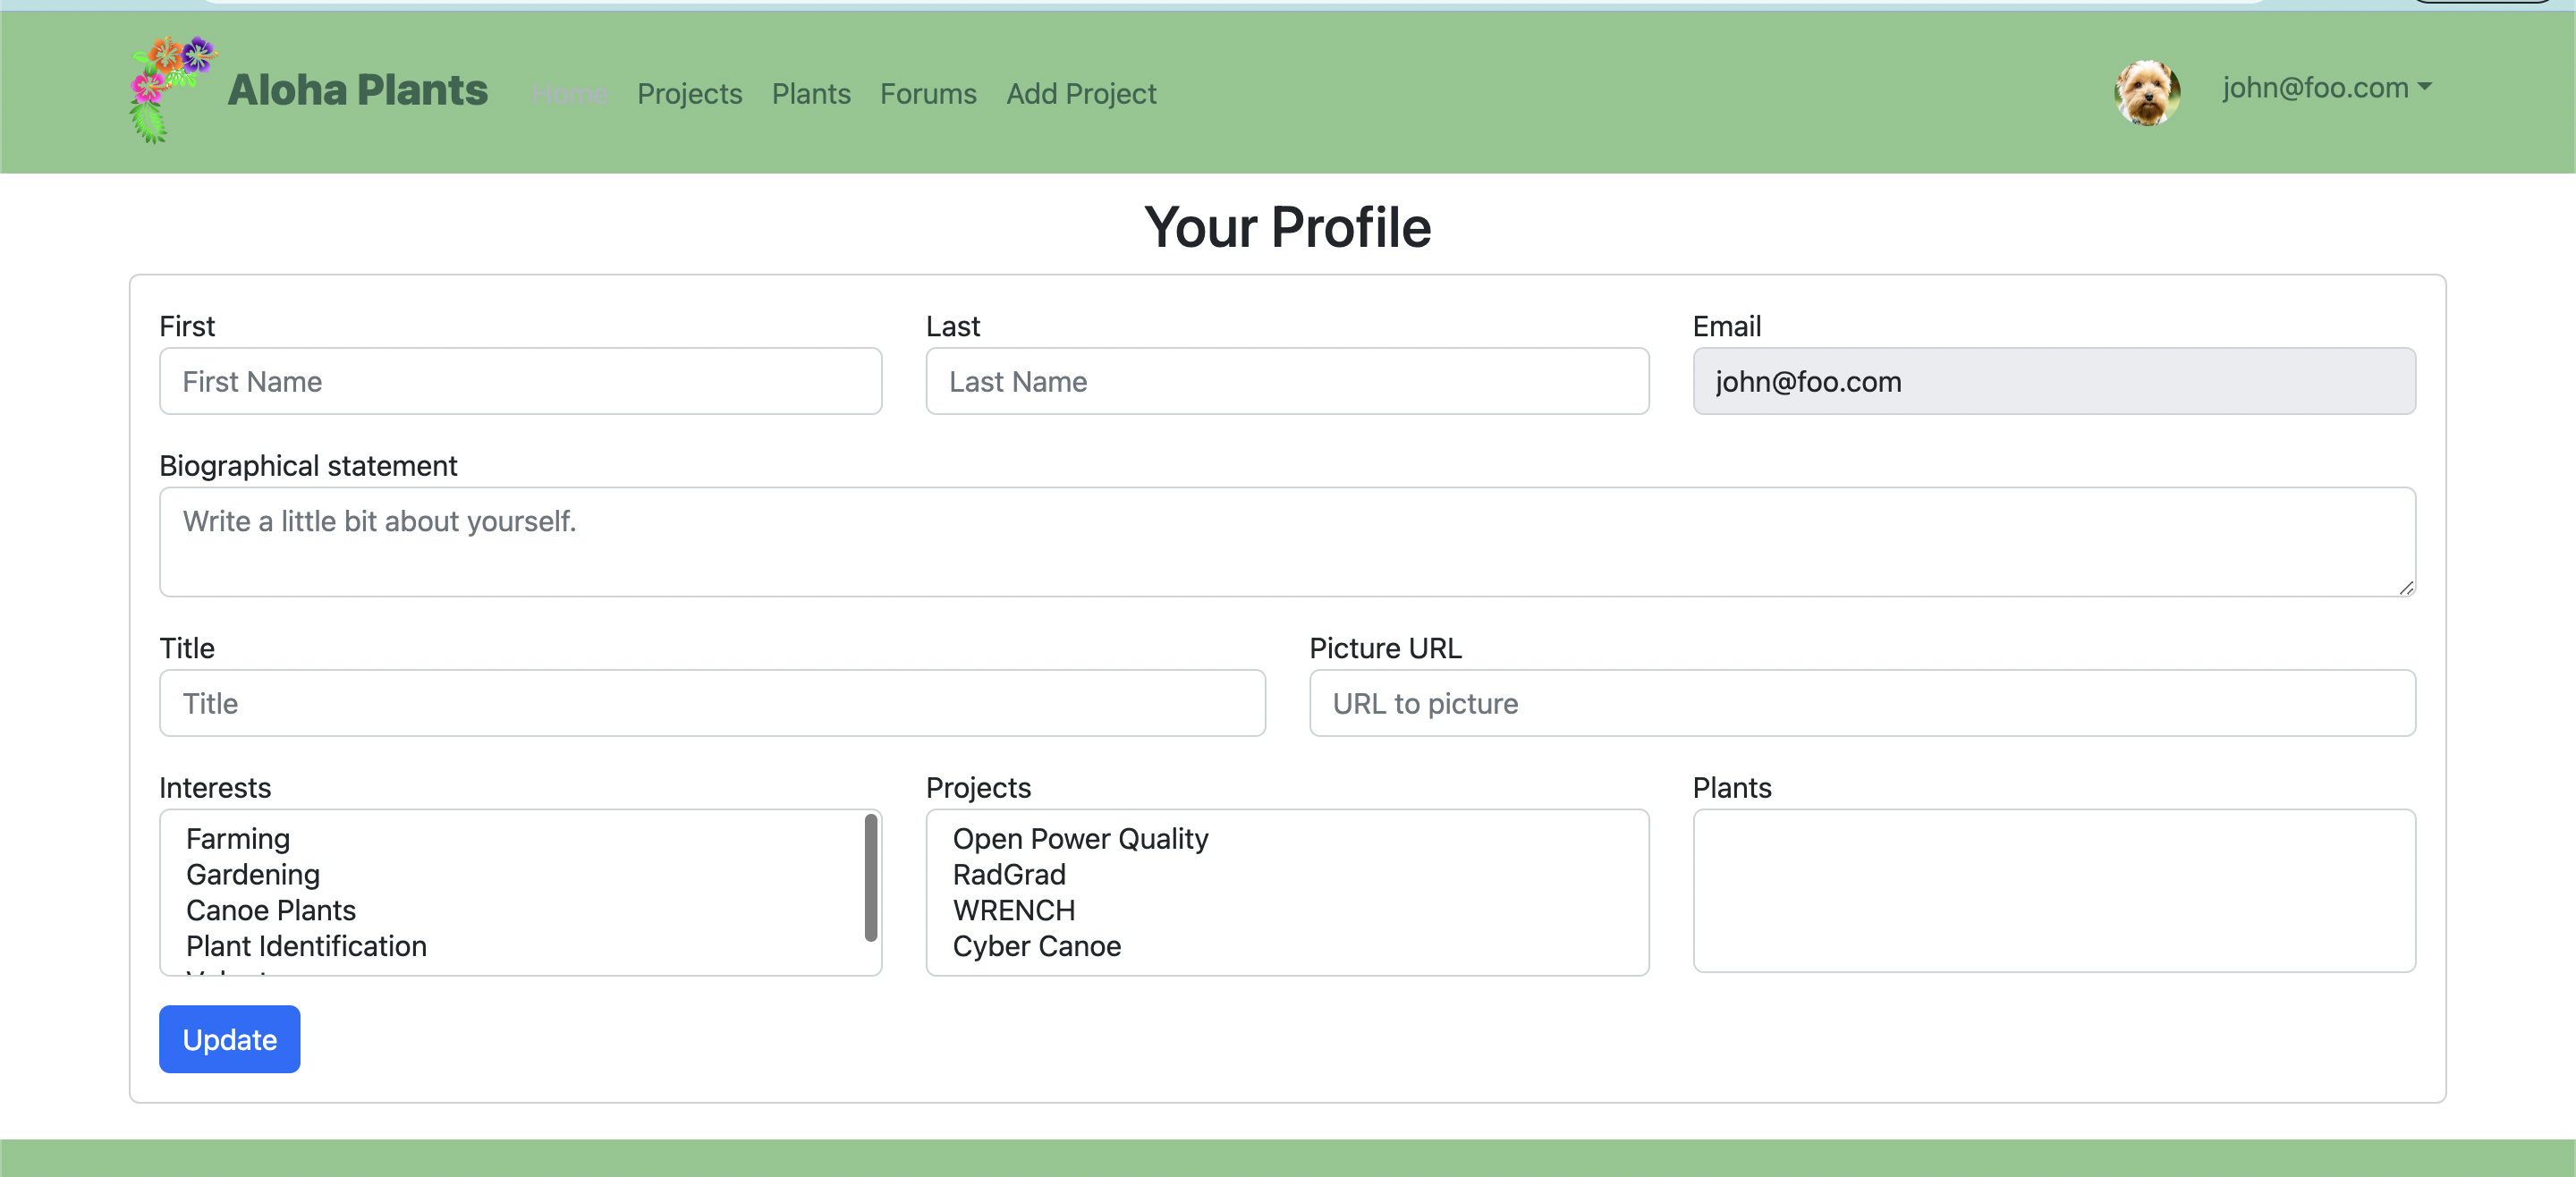 Aloha Plants Home Projects Plants Forums Add Project john@foo.com
Your Profile
First Last Email
First Name Last Name john@foo.com
Biographical statement
Write a little bit about yourself.
Title Picture URL
Title URL to picture
Interests Projects Plants
Farming Open Power Quality
Gardening RadGrad
Canoe Plants WRENCH
Plant Identification Cyber Canoe
Update